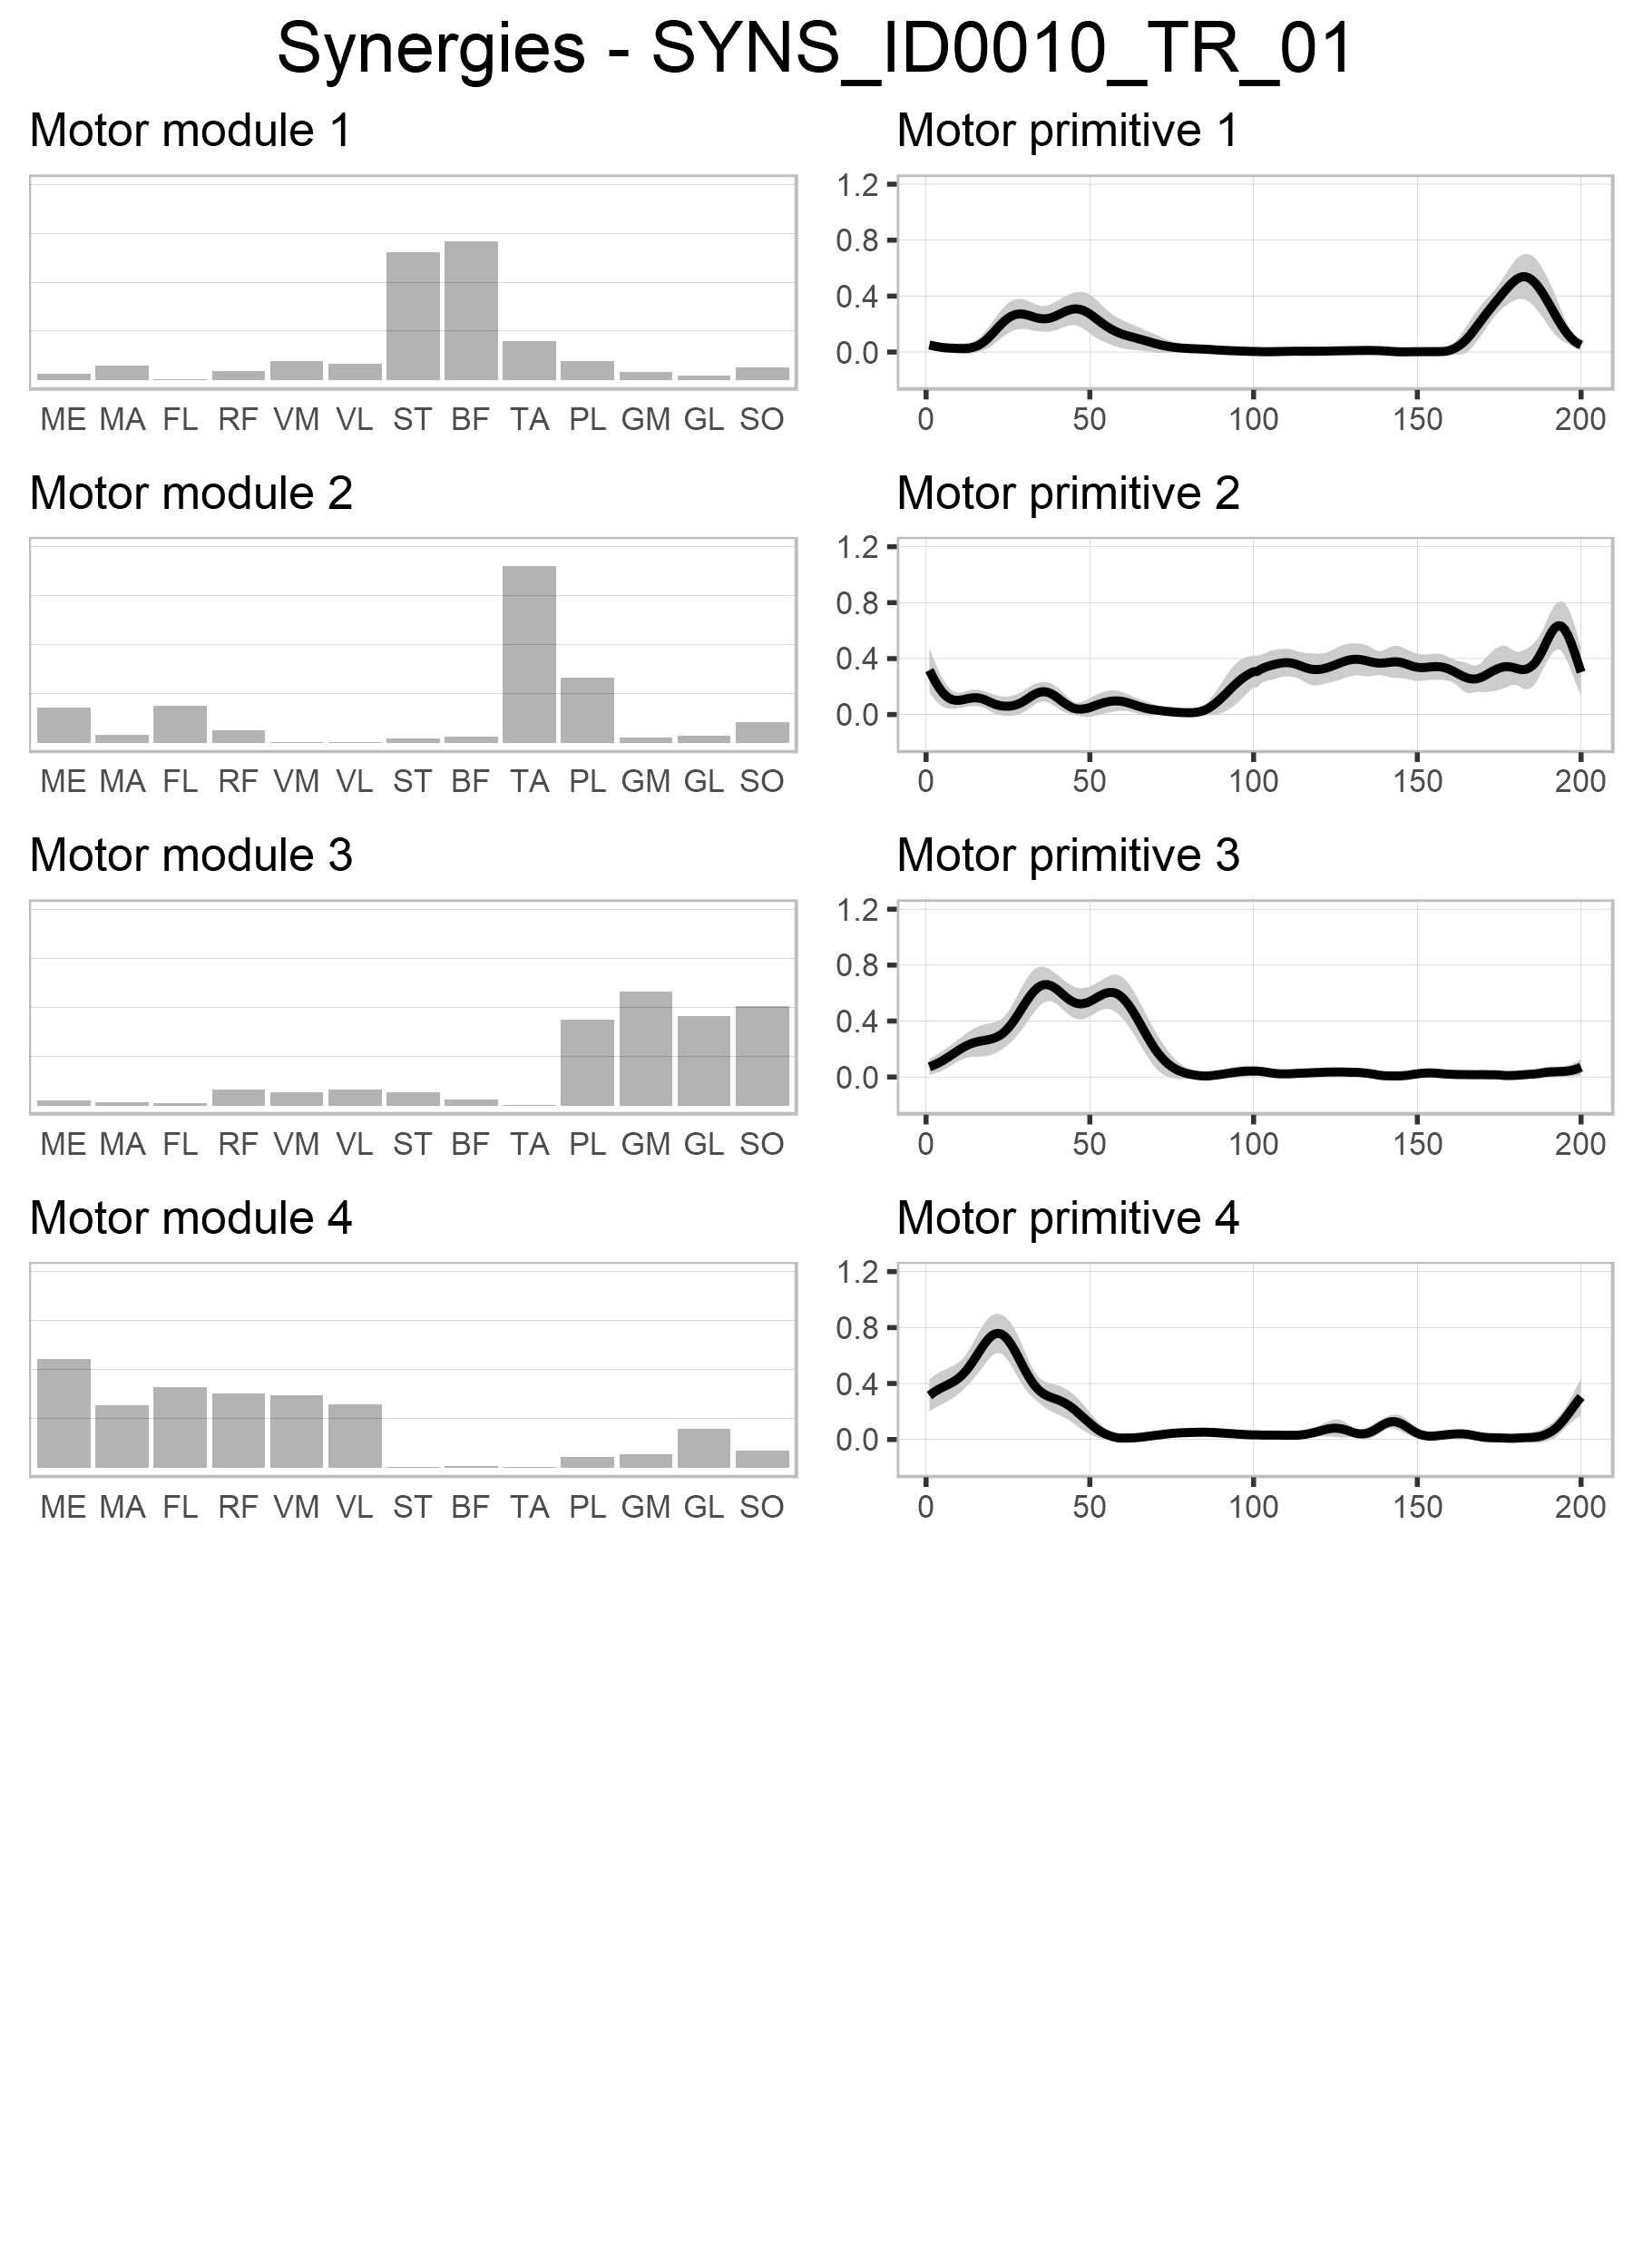 Synergies - SYNS_ID0010_TR_01
Motor module 1
Motor primitive 1
1.2
0.8
0.4
0.0
ME MA FL RF VM VL ST BF TA PL GM GL SO
0 50 100 150 200
Motor module 2
Motor primitive 2
1.2
0.8
0.4
0.0
ME MA FL RF VM VL ST BF TA PL GM GL SO
0 50 100 150 200
Motor module 3
Motor primitive 3
1.2
0.8
0.4
0.0
ME MA FL RF VM VL ST BF TA PL GM GL SO
0 50 100 150 200
Motor module 4
Motor primitive 4
1.2
0.8
0.4
0.0
ME MA FL RF VM VL ST BF TA PL GM GL SO
0 50 100 150 200